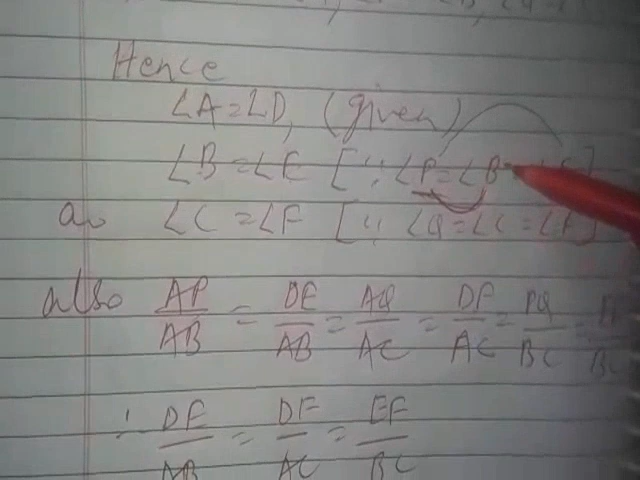 Hence
∠A = ∠D, (given)
∠B = ∠E [∵ ∠P = ∠B =
∠C = ∠F [∵ ∠Q = ∠C = ∠F]
also AP/AB = DE/AB = AQ/AC = DF/AC = PQ/BC =
∴ DE/AB = DF/AC = EF/BC